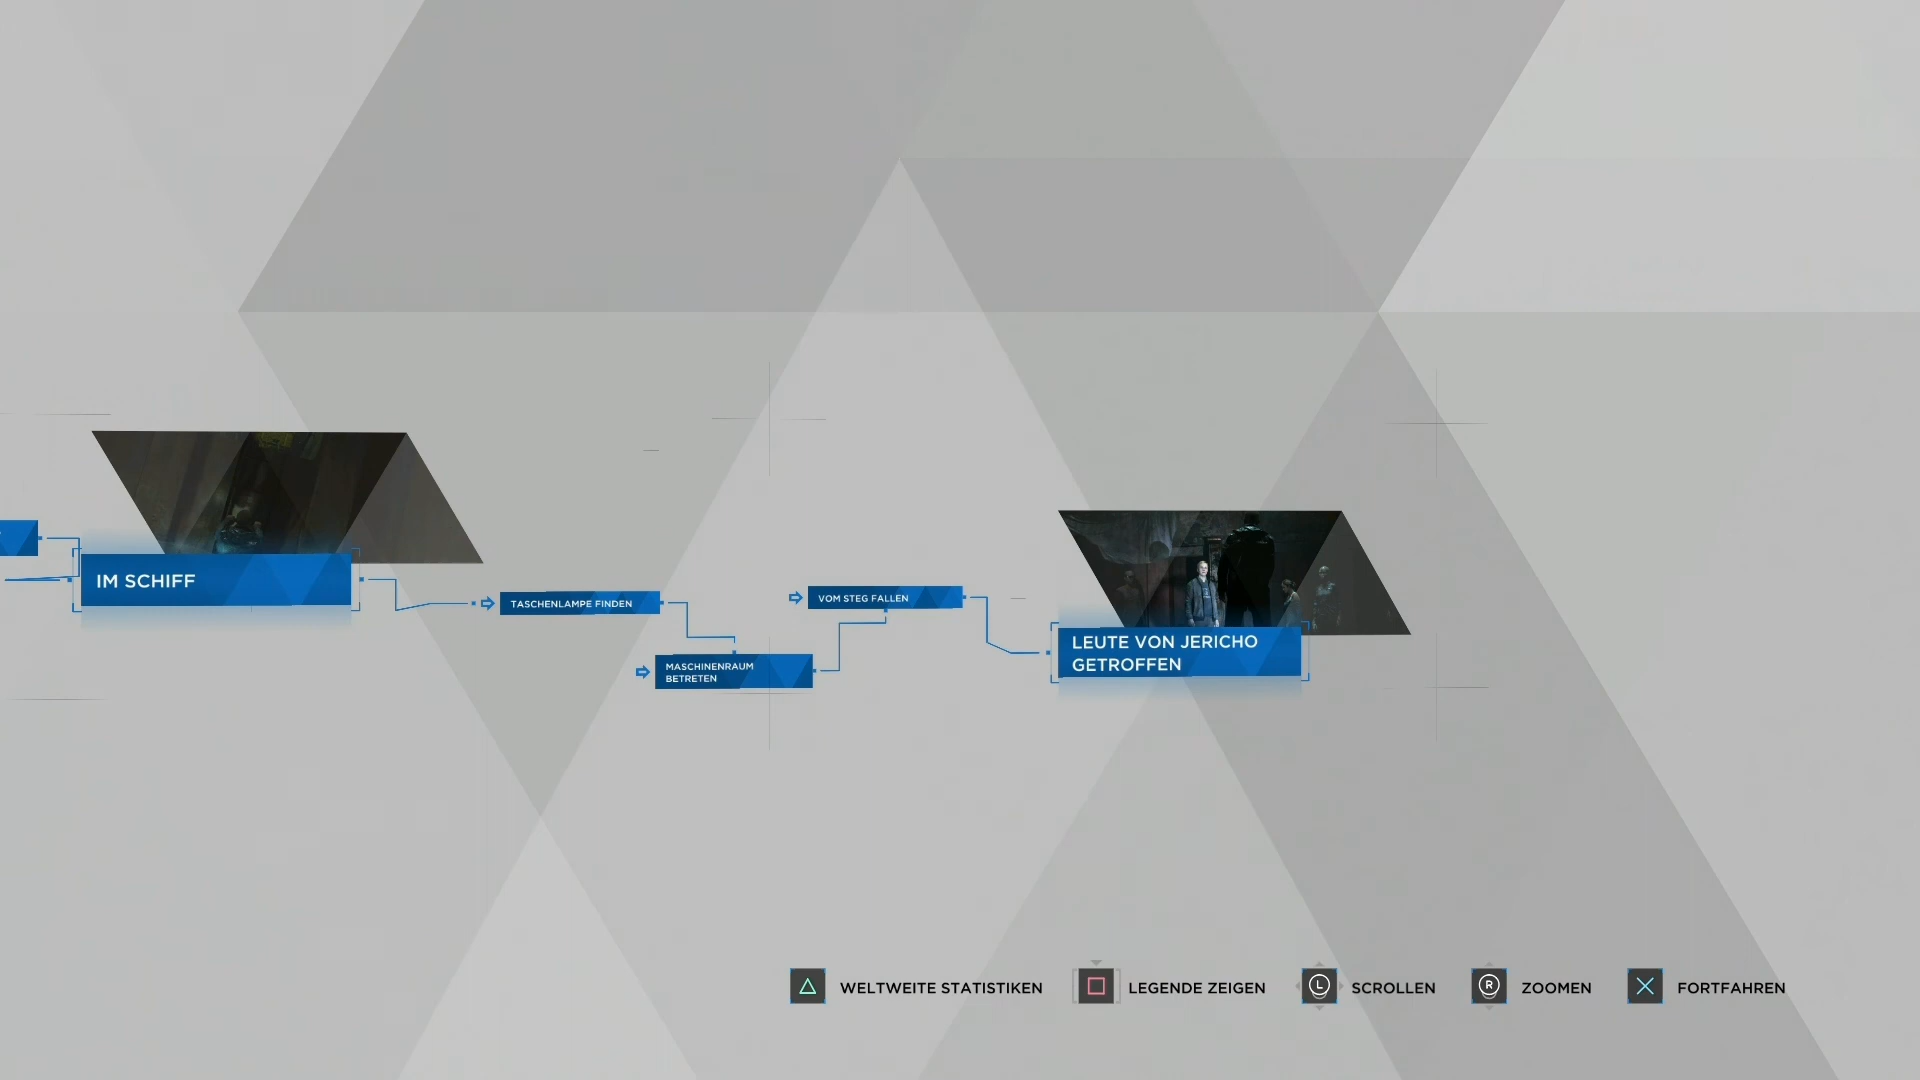 IM SCHIFF
TASCHENLAMPE FINDEN
MASCHINENRAUM
BETRETEN
VOM STEG FALLEN
LEUTE VON JERICHO
GETROFFEN
WELTWEITE STATISTIKEN
LEGENDE ZEIGEN
L SCROLLEN
R ZOOMEN
FORTFAHREN